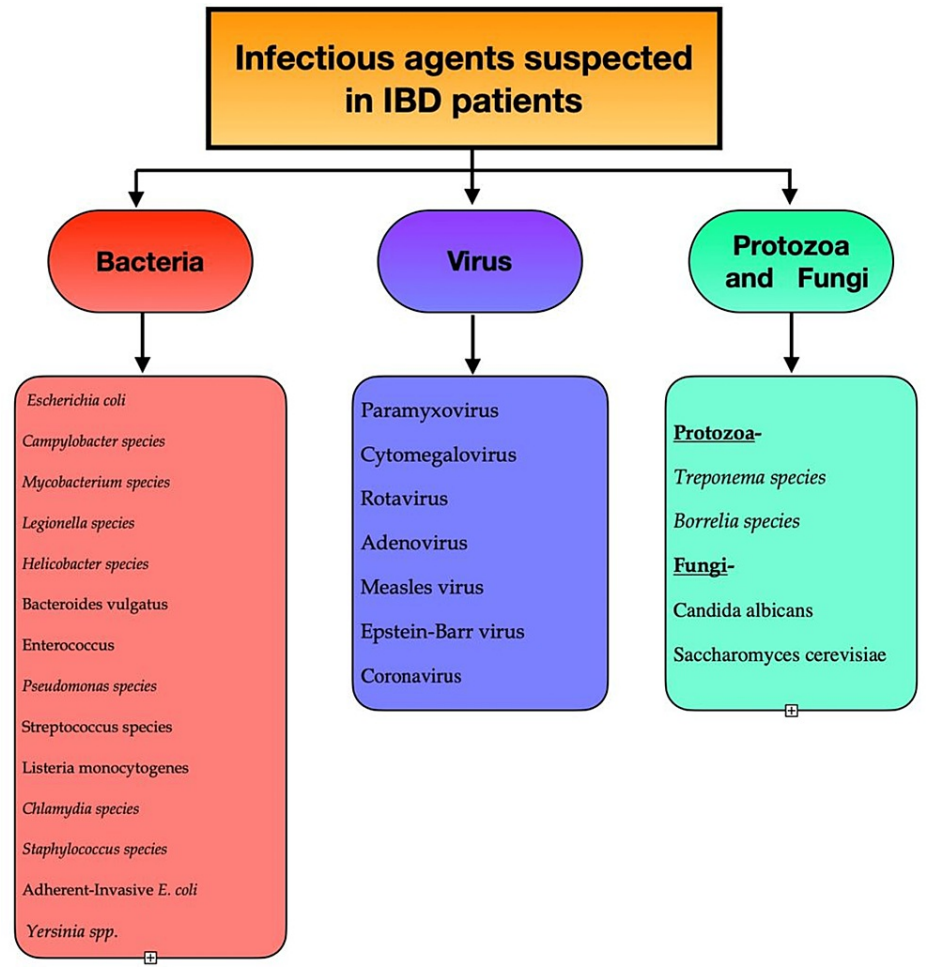 Infectious agents suspected
in IBD patients
Bacteria
Escherichia coli
Campylobacter species
Mycobacterium species
Legionella species
Helicobacter species
Bacteroides vulgatus
Enterococcus
Pseudomonas species
Streptococcus species
Listeria monocytogenes
Chlamydia species
Staphylococcus species
Adherent-Invasive E. coli
Yersinia spp.
Virus
Paramyxovirus
Cytomegalovirus
Rotavirus
Adenovirus
Measles virus
Epstein-Barr virus
Coronavirus
Protozoa
and Fungi
Protozoa-
Treponema species
Borrelia species
Fungi-
Candida albicans
Saccharomyces cerevisiae